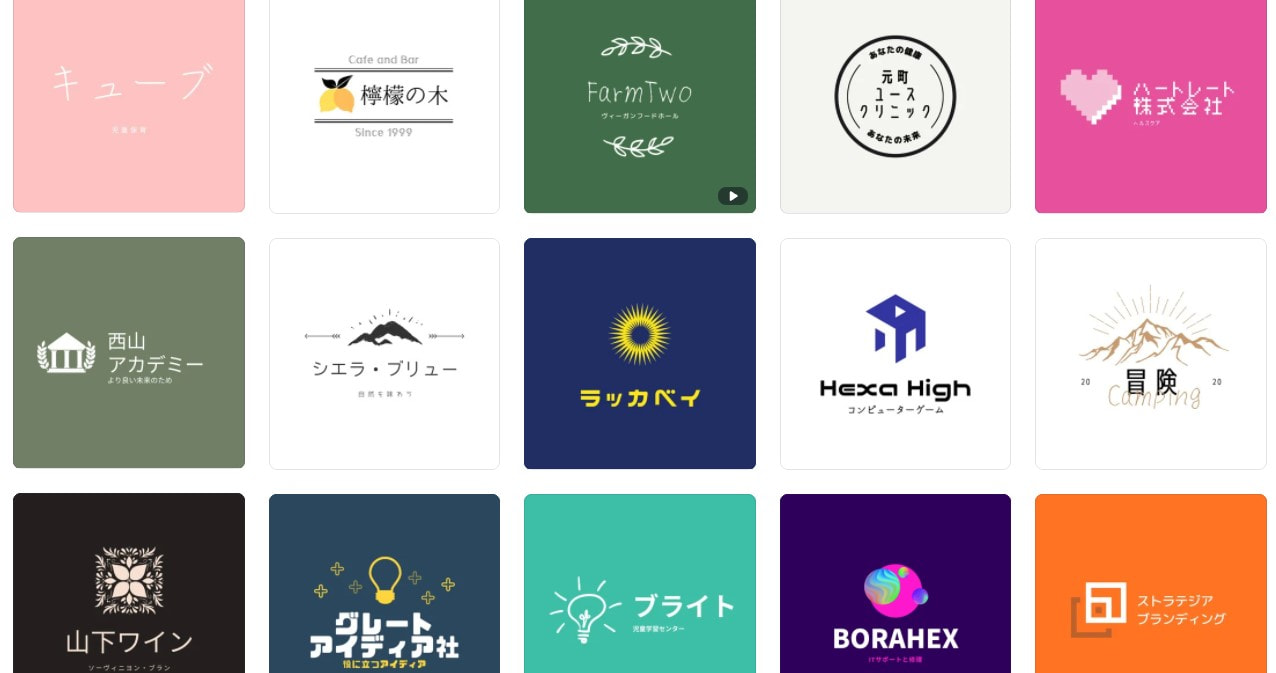 キューブ
児童保育
Cafe and Bar
檸檬の木
Since 1999
FarmTwo
ヴィーガンフードホール
あなたの健康
元町
ユース
クリニック
あなたの未来
ハートレート
株式会社
ヘルスケア
西山
アカデミー
より良い未来のため
シエラ・ブリュー
自然を味わう
ラッカベイ
Hexa High
コンピューターゲーム
20
冒険
20
Camping
山下ワイン
ソーヴィニヨン・ブラン
グレート
アイディア社
役に立つアイディア
ブライト
児童学習センター
BORAHEX
ITサポートと修理
ストラテジア
ブランディング